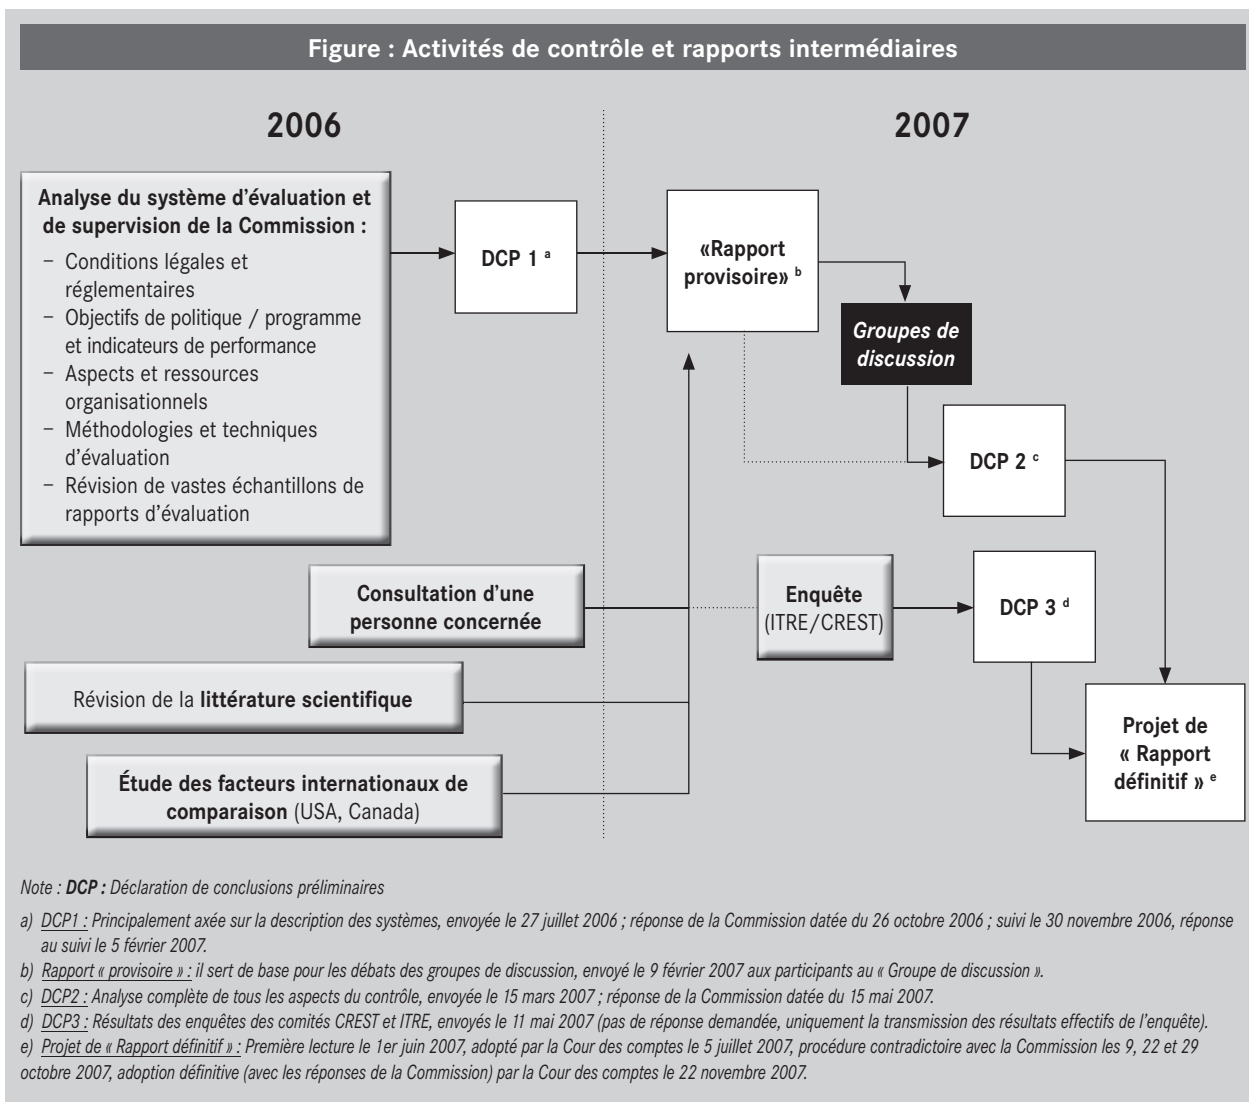 Figure : Activités de contrôle et rapports intermédiaires
2006
2007
Analyse du système d'évaluation et
de supervision de la Commission :
– Conditions légales et
réglementaires
– Objectifs de politique / programme
et indicateurs de performance
– Aspects et ressources
organisationnels
– Méthodologies et techniques
d'évaluation
– Révision de vastes échantillons de
rapports d'évaluation
DCP 1 a
«Rapport
provisoire» b
Groupes de
discussion
DCP 2 c
Consultation d'une
personne concernée
Enquête
(ITRE/CREST)
DCP 3 d
Révision de la littérature scientifique
Étude des facteurs internationaux de
comparaison (USA, Canada)
Projet de
« Rapport
définitif » e
Note : DCP : Déclaration de conclusions préliminaires
a) DCP1 : Principalement axée sur la description des systèmes, envoyée le 27 juillet 2006 ; réponse de la Commission datée du 26 octobre 2006 ; suivi le 30 novembre 2006, réponse
au suivi le 5 février 2007.
b) Rapport « provisoire » : il sert de base pour les débats des groupes de discussion, envoyé le 9 février 2007 aux participants au « Groupe de discussion ».
c) DCP2 : Analyse complète de tous les aspects du contrôle, envoyée le 15 mars 2007 ; réponse de la Commission datée du 15 mai 2007.
d) DCP3 : Résultats des enquêtes des comités CREST et ITRE, envoyés le 11 mai 2007 (pas de réponse demandée, uniquement la transmission des résultats effectifs de l'enquête).
e) Projet de « Rapport définitif » : Première lecture le 1er juin 2007, adopté par la Cour des comptes le 5 juillet 2007, procédure contradictoire avec la Commission les 9, 22 et 29
octobre 2007, adoption définitive (avec les réponses de la Commission) par la Cour des comptes le 22 novembre 2007.